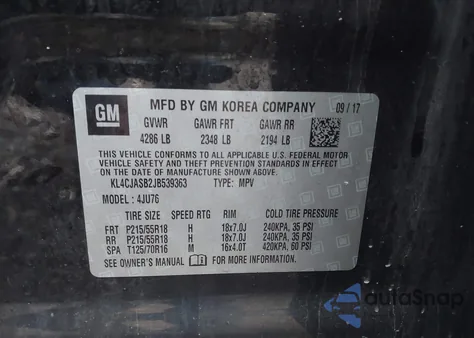 GM
MFD BY GM KOREA COMPANY 09 / 17
GVWR GAWR FRT GAWR RR
4286 LB 2348 LB 2194 LB
THIS VEHICLE CONFORMS TO ALL APPLICABLE U.S. FEDERAL MOTOR
VEHICLE SAFETY AND THEFT PREVENTION STANDARDS IN EFFECT
ON THE DATE OF MANUFACTURE SHOWN ABOVE.
KL4CJASB2JB539363 TYPE: MPV
MODEL : 4JU76
TIRE SIZE SPEED RTG RIM COLD TIRE PRESSURE
FRT P215/55R18 H 18x7.0J 240KPA, 35 PSI
RR P215/55R18 H 18x7.0J 240KPA, 35 PSI
SPA T125/70R16 M 16x4.0T 420KPA, 60 PSI
SEE OWNER'S MANUAL FOR MORE INFORMATION
autoSnap